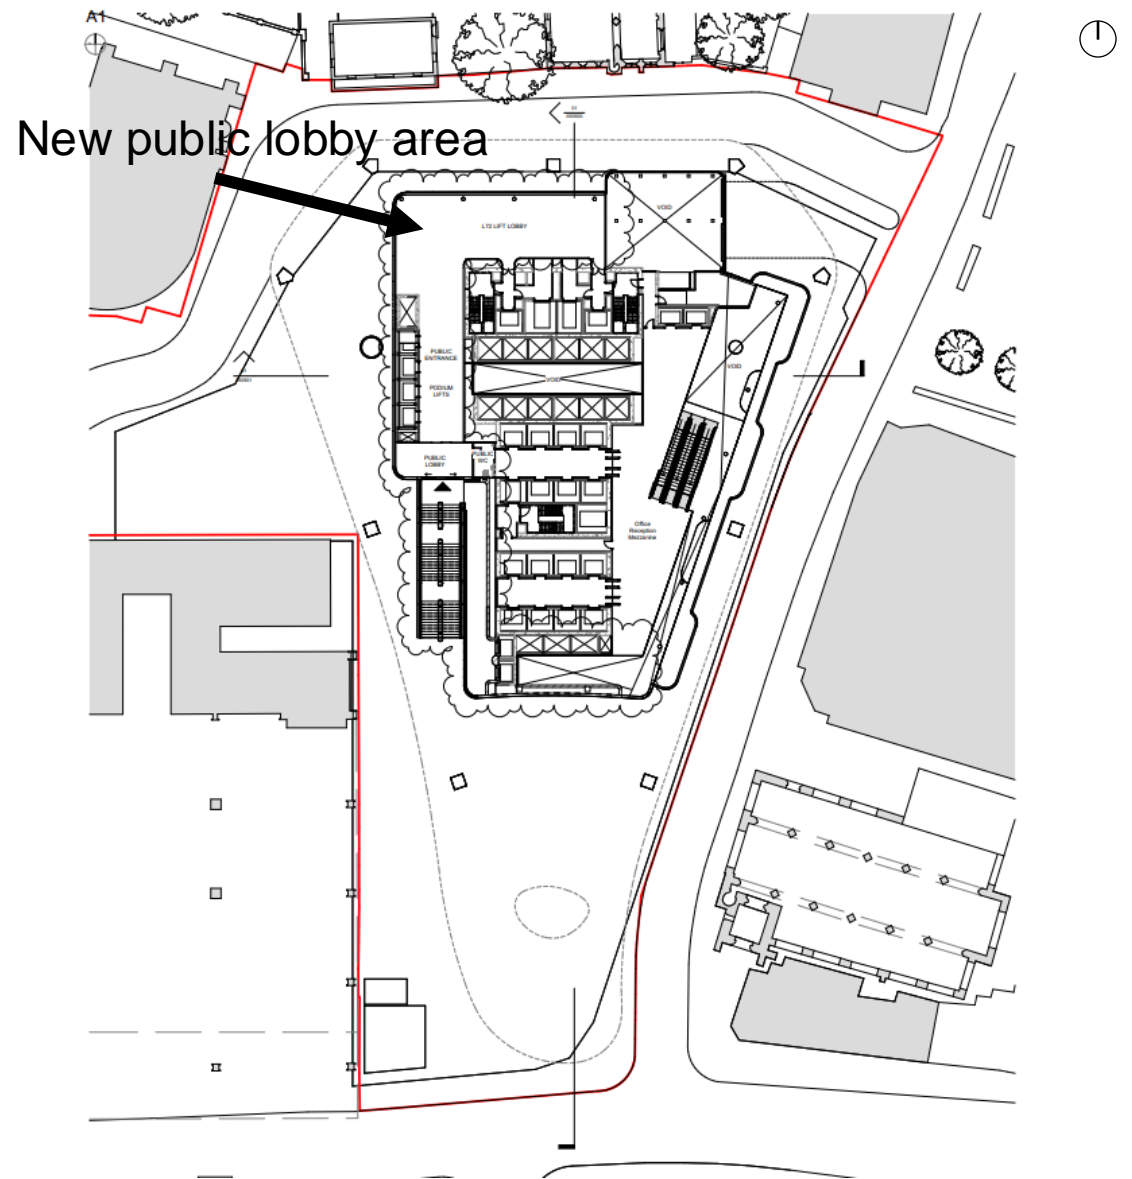 A1
New public lobby area
VOID
L72 LIFT LOBBY
PUBLIC
ENTRANCE
PODIUM
LIFTS
VOID
VOID
PUBLIC
LOBBY
PUBLIC
WC
Office
Reception
Mezzanine